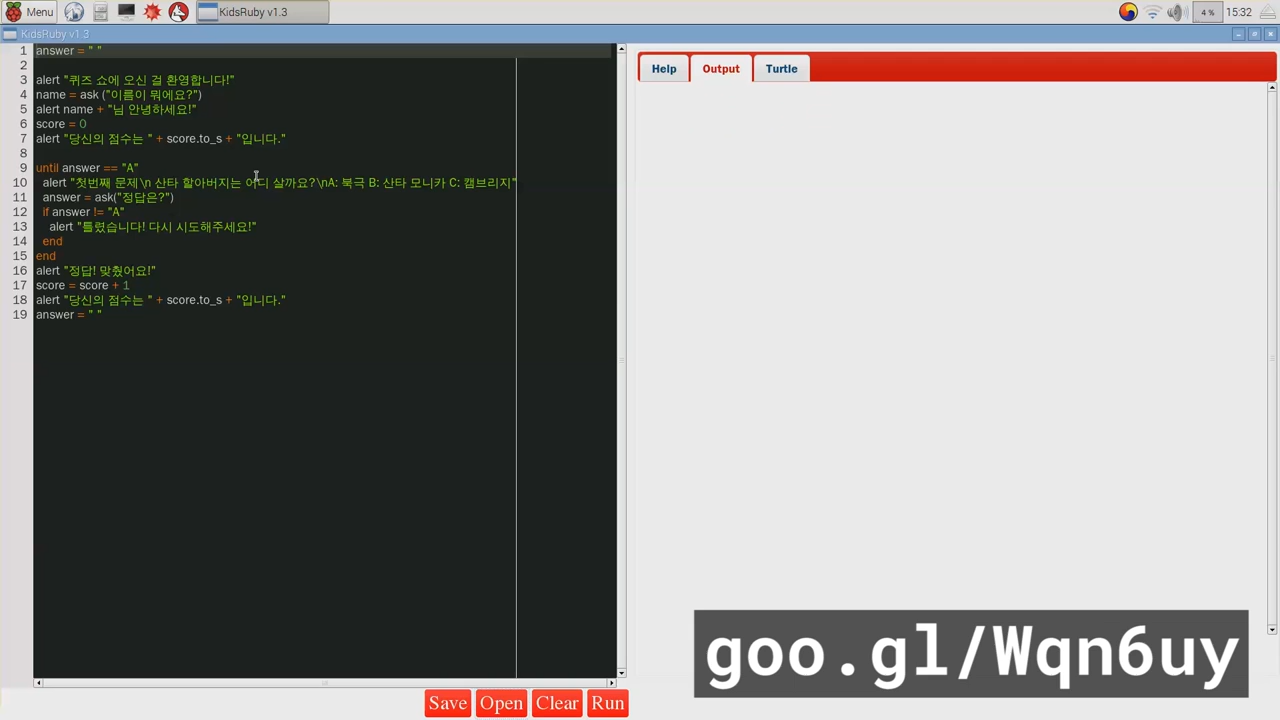 Menu
KidsRuby v1.3
4 %
15:32
KidsRuby v1.3
1 answer = " "
2
3 alert "퀴즈 쇼에 오신 걸 환영합니다!"
4 name = ask ("이름이 뭐에요?")
5 alert name + "님 안녕하세요!"
6 score = 0
7 alert "당신의 점수는 " + score.to_s + "입니다."
8
9 until answer == "A"
10 alert "첫번째 문제\n 산타 할아버지는 어디 살까요?\nA: 북극 B: 산타 모니카 C: 캠브리지"
11 answer = ask("정답은?")
12 if answer != "A"
13 alert "틀렸습니다! 다시 시도해주세요!"
14 end
15 end
16 alert "정답! 맞췄어요!"
17 score = score + 1
18 alert "당신의 점수는 " + score.to_s + "입니다."
19 answer = " "
Help
Output
Turtle
goo.gl/Wqn6uy
Save
Open
Clear
Run